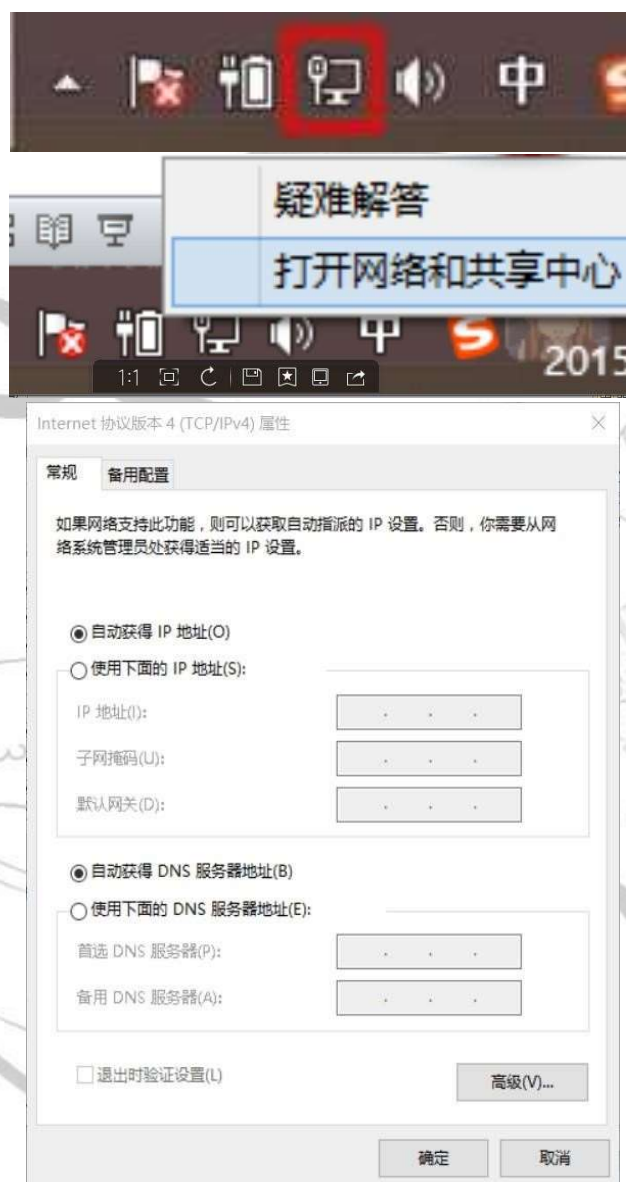 中
疑难解答
打开网络和共享中心
中
2015
1:1
Internet 协议版本 4 (TCP/IPv4) 属性
常规
备用配置
如果网络支持此功能，则可以获取自动指派的 IP 设置。否则，你需要从网
络系统管理员处获得适当的 IP 设置。
自动获得 IP 地址(O)
使用下面的 IP 地址(S):
IP 地址(I):
子网掩码(U):
默认网关(D):
自动获得 DNS 服务器地址(B)
使用下面的 DNS 服务器地址(E):
首选 DNS 服务器(P):
备用 DNS 服务器(A):
退出时验证设置(L)
高级(V)...
确定
取消